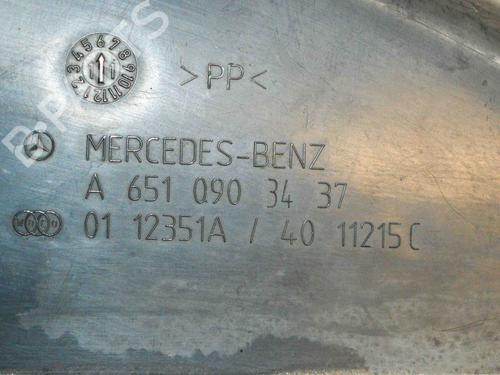 >PP<
MERCEDES-BENZ
A 651 090 34 37
01 12351A / 40 11215C